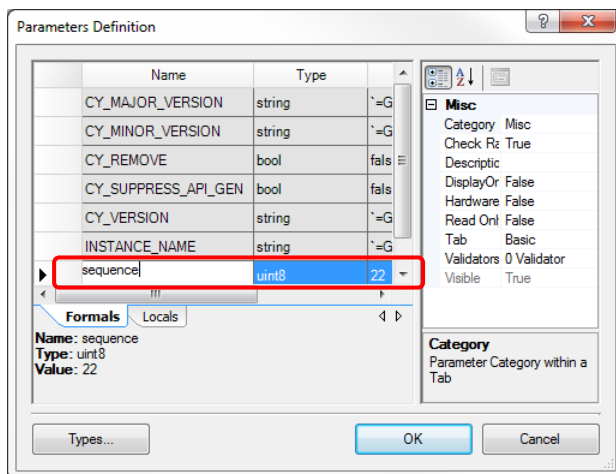 Parameters Definition
Name Type
CY_MAJOR_VERSION string `=G
CY_MINOR_VERSION string `=G
CY_REMOVE bool fals
CY_SUPPRESS_API_GEN bool fals
CY_VERSION string `=G
INSTANCE_NAME string `=G
sequence uint8 22
Formals Locals
Name: sequence
Type: uint8
Value: 22
Misc
Category Misc
Check Ra True
Descriptic
DisplayOr False
Hardware False
Read Onl False
Tab Basic
Validators 0 Validator
Visible True
Category
Parameter Category within a
Tab
Types... OK Cancel